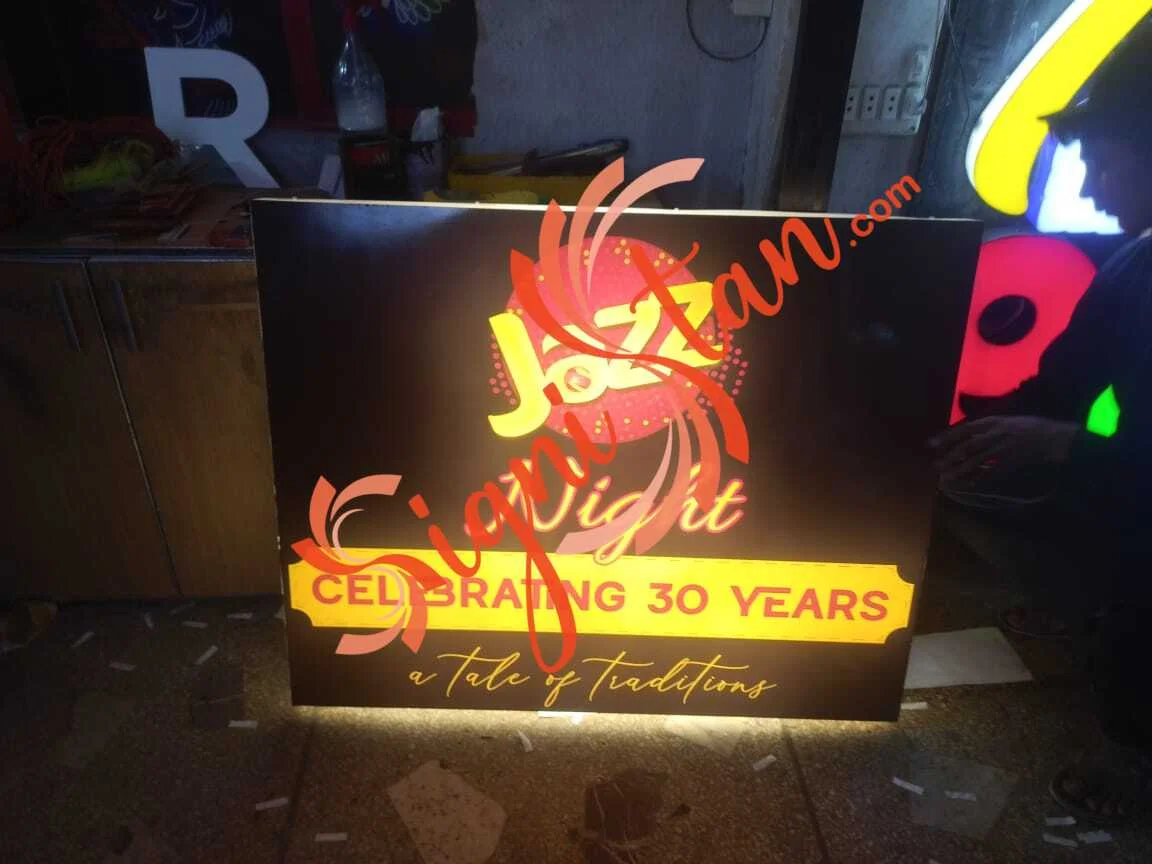 R
Jazz
Night
CELEBRATING 30 YEARS
a Tale of Traditions
SigniStan.com